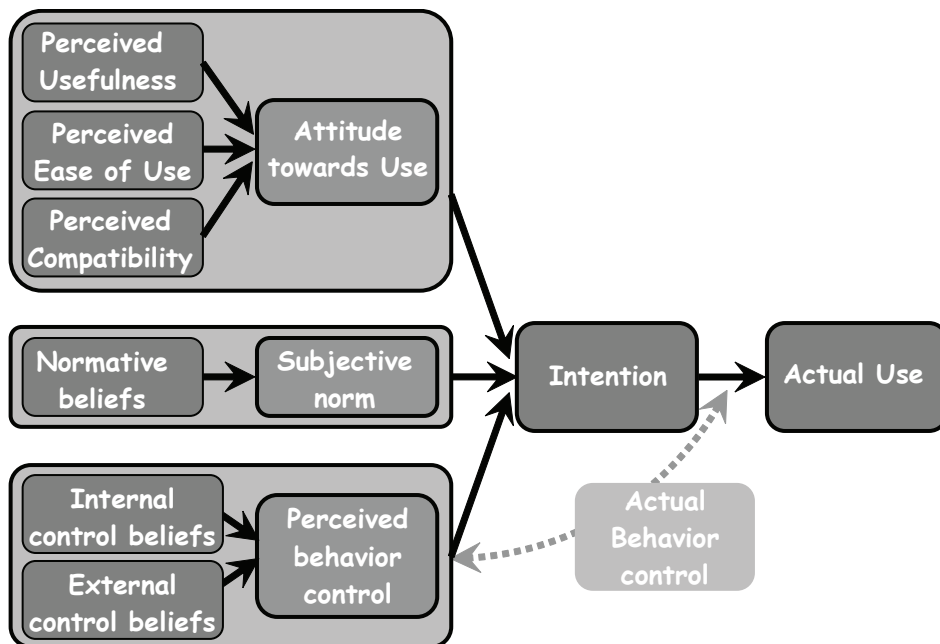 Perceived
Usefulness
Perceived
Ease of Use
Perceived
Compatibility
Attitude
towards Use
Normative
beliefs
Subjective
norm
Intention
Actual Use
Internal
control beliefs
External
control beliefs
Perceived
behavior
control
Actual
Behavior
control